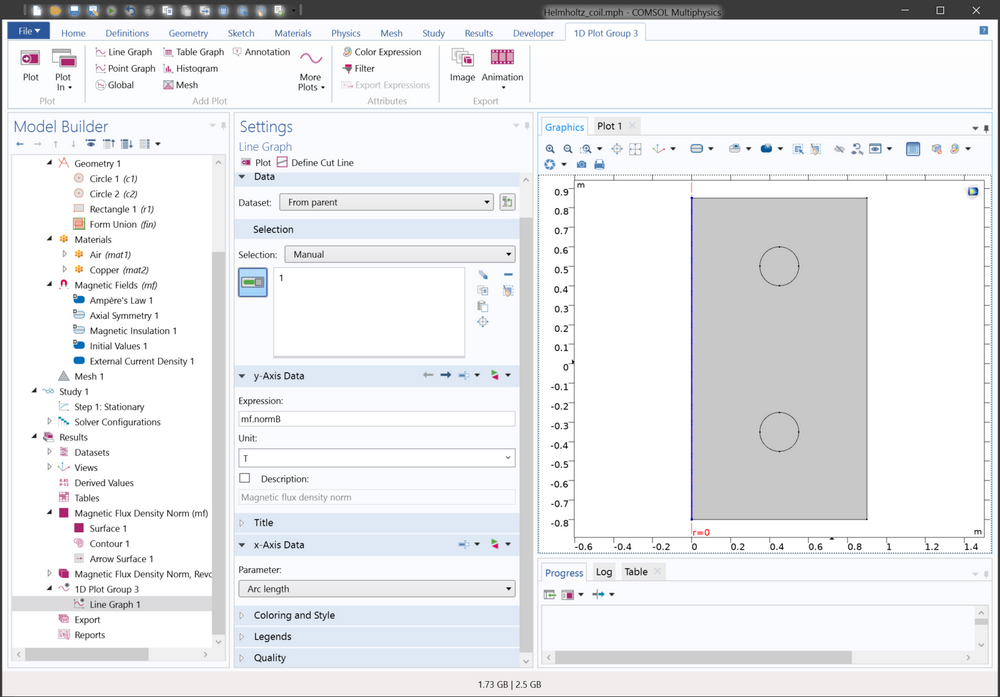 Helmholtz_coil.mph - COMSOL Multiphysics
File Home Definitions Geometry Sketch Materials Physics Mesh Study Results Developer 1D Plot Group 3
Line Graph Table Graph Annotation Color Expression
Point Graph Histogram Filter
Global Mesh Export Expressions
Plot Plot In More Plots Image Animation
Plot Add Plot Attributes Export
Model Builder
Geometry 1
Circle 1 (c1)
Circle 2 (c2)
Rectangle 1 (r1)
Form Union (fin)
Materials
Air (mat1)
Copper (mat2)
Magnetic Fields (mf)
Ampère's Law 1
Axial Symmetry 1
Magnetic Insulation 1
Initial Values 1
External Current Density 1
Mesh 1
Study 1
Step 1: Stationary
Solver Configurations
Results
Datasets
Views
Derived Values
Tables
Magnetic Flux Density Norm (mf)
Surface 1
Contour 1
Arrow Surface 1
Magnetic Flux Density Norm, Revo
1D Plot Group 3
Line Graph 1
Export
Reports
Settings
Line Graph
Plot Define Cut Line
Data
Dataset: From parent
Selection
Selection: Manual
1
y-Axis Data
Expression:
mf.normB
Unit:
T
Description:
Magnetic flux density norm
Title
x-Axis Data
Parameter:
Arc length
Coloring and Style
Legends
Quality
Graphics Plot 1
m
0.9
0.8
0.7
0.6
0.5
0.4
0.3
0.2
0.1
0
-0.1
-0.2
-0.3
-0.4
-0.5
-0.6
-0.7
-0.8
r=0
m
-0.6 -0.4 -0.2 0 0.2 0.4 0.6 0.8 1 1.2 1.4
Progress Log Table
1.73 GB | 2.5 GB